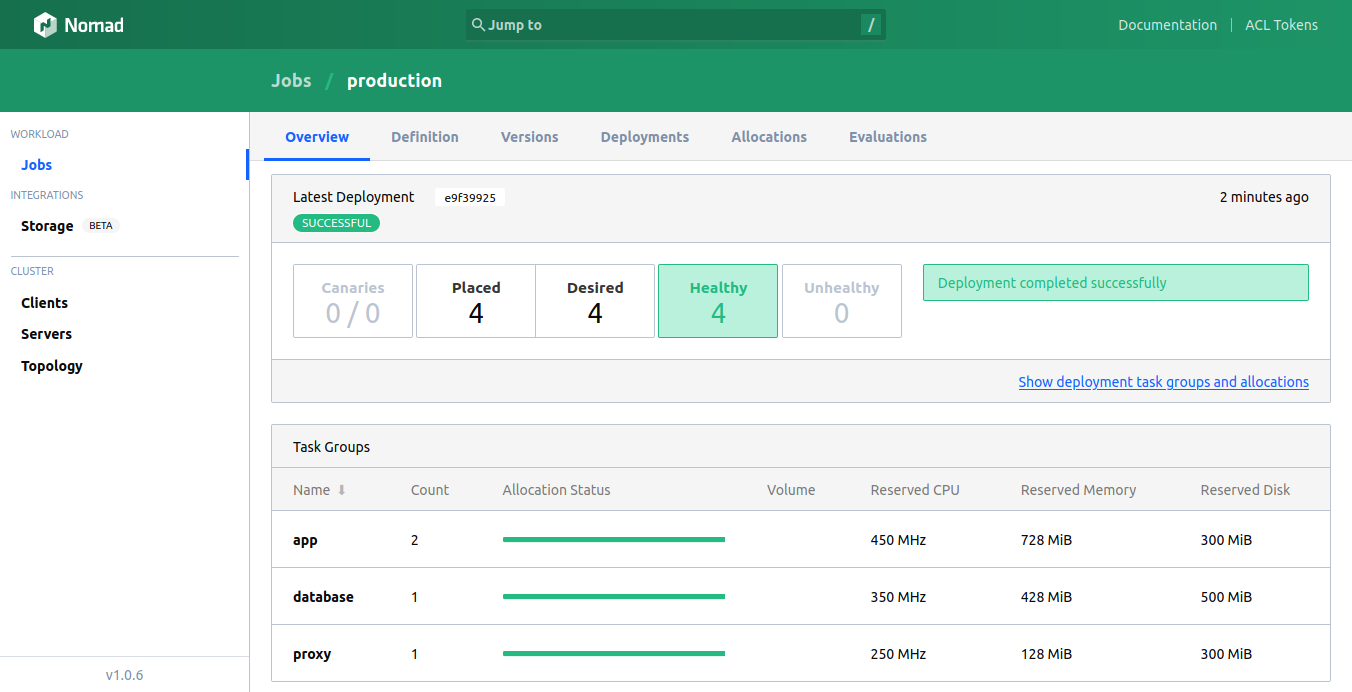 Nomad
Jump to /
Documentation ACL Tokens
Jobs / production
WORKLOAD
Jobs
INTEGRATIONS
Storage BETA
CLUSTER
Clients
Servers
Topology
v1.0.6
Overview Definition Versions Deployments Allocations Evaluations
Latest Deployment e9f39925 2 minutes ago
SUCCESSFUL
Canaries Placed Desired Healthy Unhealthy
0 / 0 4 4 4 0
Deployment completed successfully
Show deployment task groups and allocations
Task Groups
Name Count Allocation Status Volume Reserved CPU Reserved Memory Reserved Disk
app 2 450 MHz 728 MiB 300 MiB
database 1 350 MHz 428 MiB 500 MiB
proxy 1 250 MHz 128 MiB 300 MiB